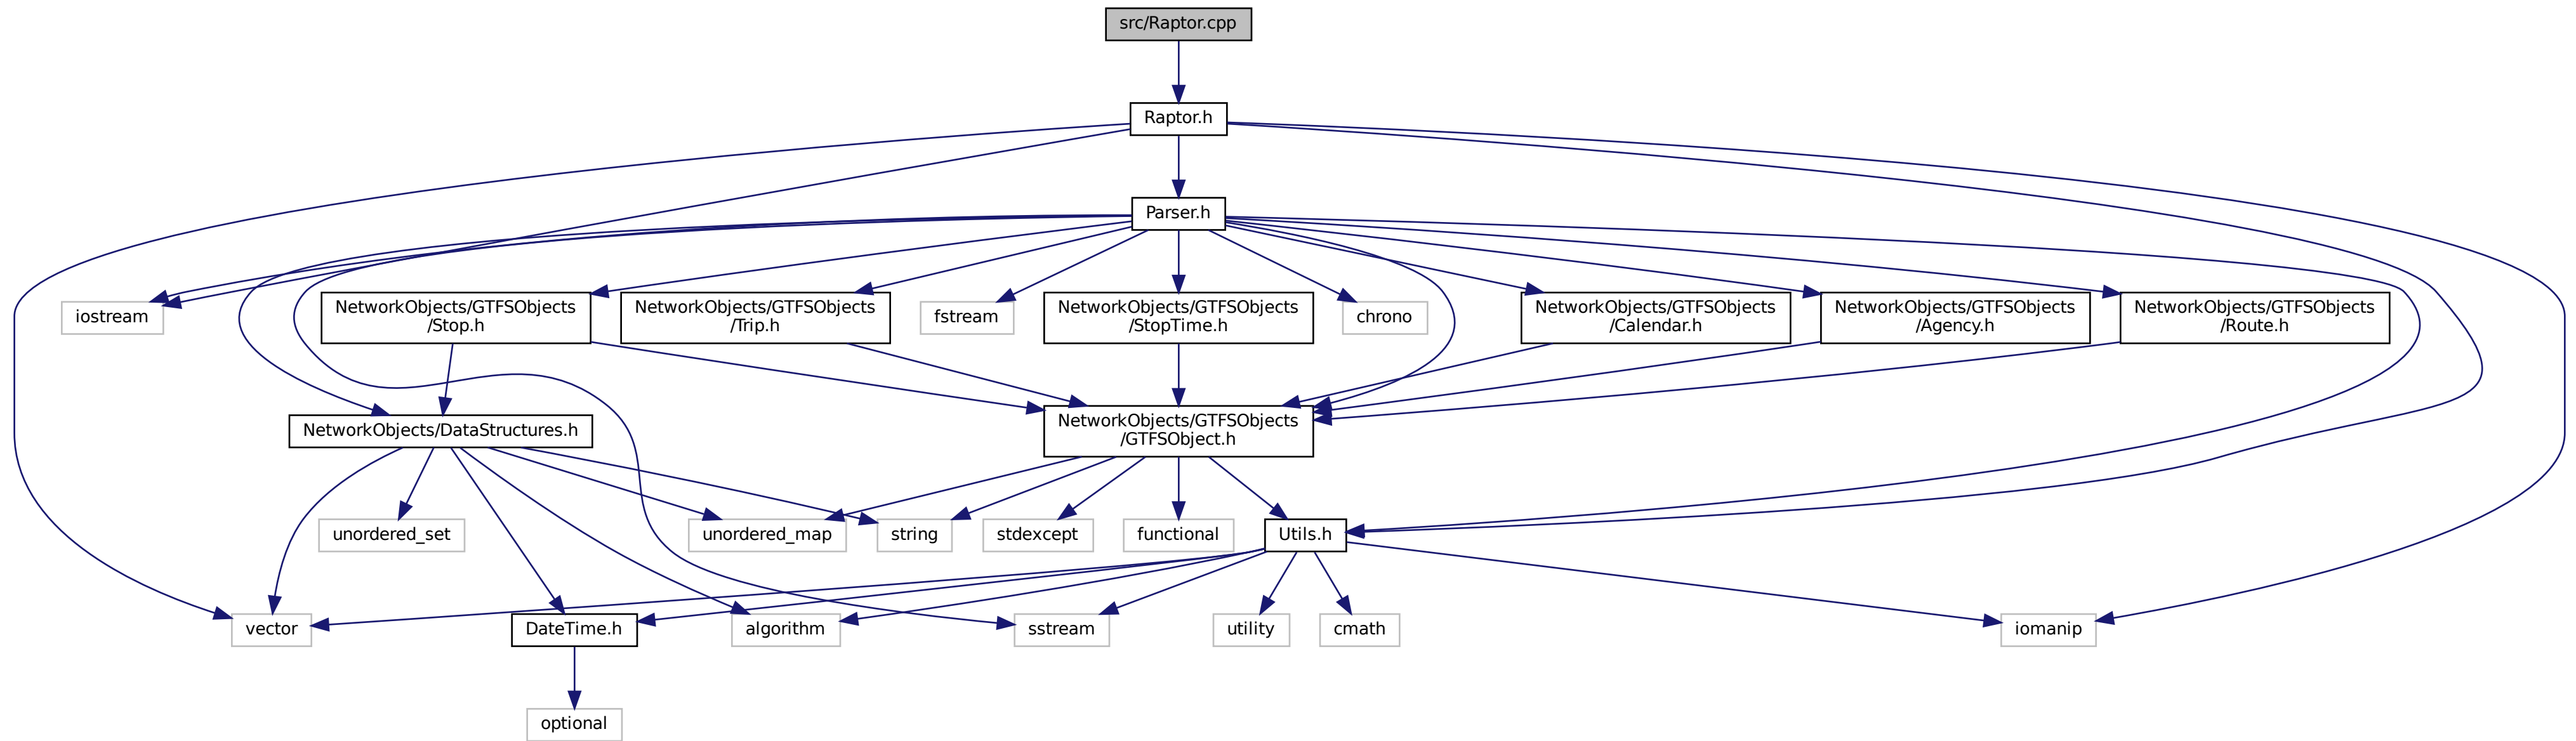 src/Raptor.cpp
Raptor.h
Parser.h
iostream
NetworkObjects/GTFSObjects
/Stop.h
NetworkObjects/GTFSObjects
/Trip.h
fstream
NetworkObjects/GTFSObjects
/StopTime.h
chrono
NetworkObjects/GTFSObjects
/Calendar.h
NetworkObjects/GTFSObjects
/Agency.h
NetworkObjects/GTFSObjects
/Route.h
NetworkObjects/DataStructures.h
NetworkObjects/GTFSObjects
/GTFSObject.h
unordered_set
unordered_map
string
stdexcept
functional
Utils.h
vector
DateTime.h
algorithm
sstream
utility
cmath
iomanip
optional